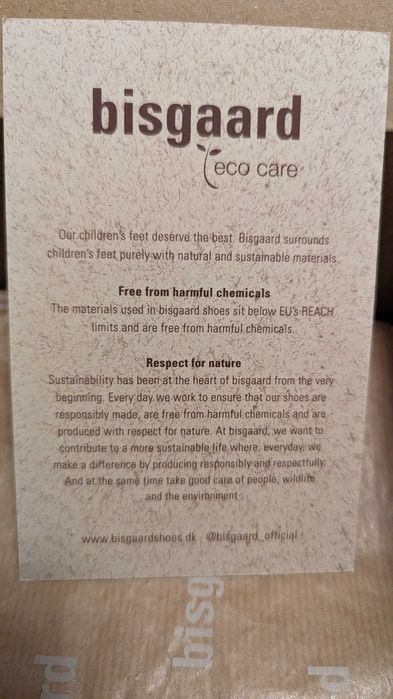 bisgaard
eco care
Our children's feet deserve the best. Bisgaard surrounds
children's feet purely with natural and sustainable materials.
Free from harmful chemicals
The materials used in bisgaard shoes sit below EU's REACH
limits and are free from harmful chemicals.
Respect for nature
Sustainability has been at the heart of bisgaard from the very
beginning. Every day we work to ensure that our shoes are
responsibly made, are free from harmful chemicals and are
produced with respect for nature. At bisgaard, we want to
contribute to a more sustainable life where, everyday, we
make a difference by producing responsibly and respectfully.
And at the same time take good care of people, wildlife
and the environment.
www.bisgaardshoes.dk @bisgaard_official
bisg
rd
d